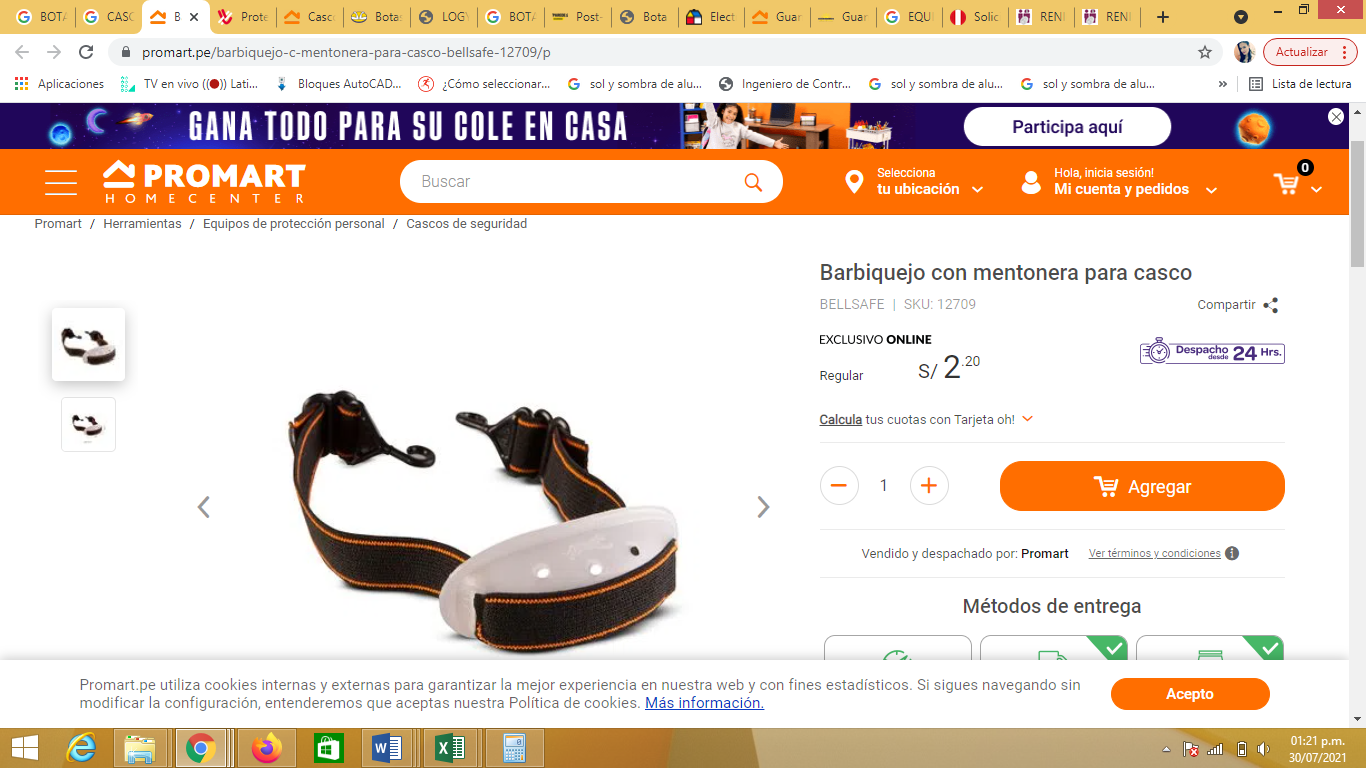 BOTA
CASC
B
Prote
Casco
Botas
LOGY
BOTA
Post-
Bota
Elect
Guar
Guar
EQUI
Solic
RENI
RENI
promart.pe/barbiquejo-c-mentonera-para-casco-bellsafe-12709/p
Actualizar
Aplicaciones
TV en vivo ((●)) Lati...
Bloques AutoCAD...
¿Cómo seleccionar...
sol y sombra de alu...
Ingeniero de Contr...
sol y sombra de alu...
sol y sombra de alu...
»
Lista de lectura
GANA TODO PARA SU COLE EN CASA
Participa aquí
PROMART
HOMECENTER
Buscar
Selecciona
tu ubicación
Hola, inicia sesión!
Mi cuenta y pedidos
0
Promart / Herramientas / Equipos de protección personal / Cascos de seguridad
Barbiquejo con mentonera para casco
BELLSAFE | SKU: 12709
Compartir
EXCLUSIVO ONLINE
Despacho desde 24 Hrs.
Regular S/ 2.20
Calcula tus cuotas con Tarjeta oh!
1
Agregar
Vendido y despachado por: Promart Ver términos y condiciones
Métodos de entrega
Promart.pe utiliza cookies internas y externas para garantizar la mejor experiencia en nuestra web y con fines estadísticos. Si sigues navegando sin
modificar la configuración, entenderemos que aceptas nuestra Política de cookies. Más información.
Acepto
01:21 p.m.
30/07/2021